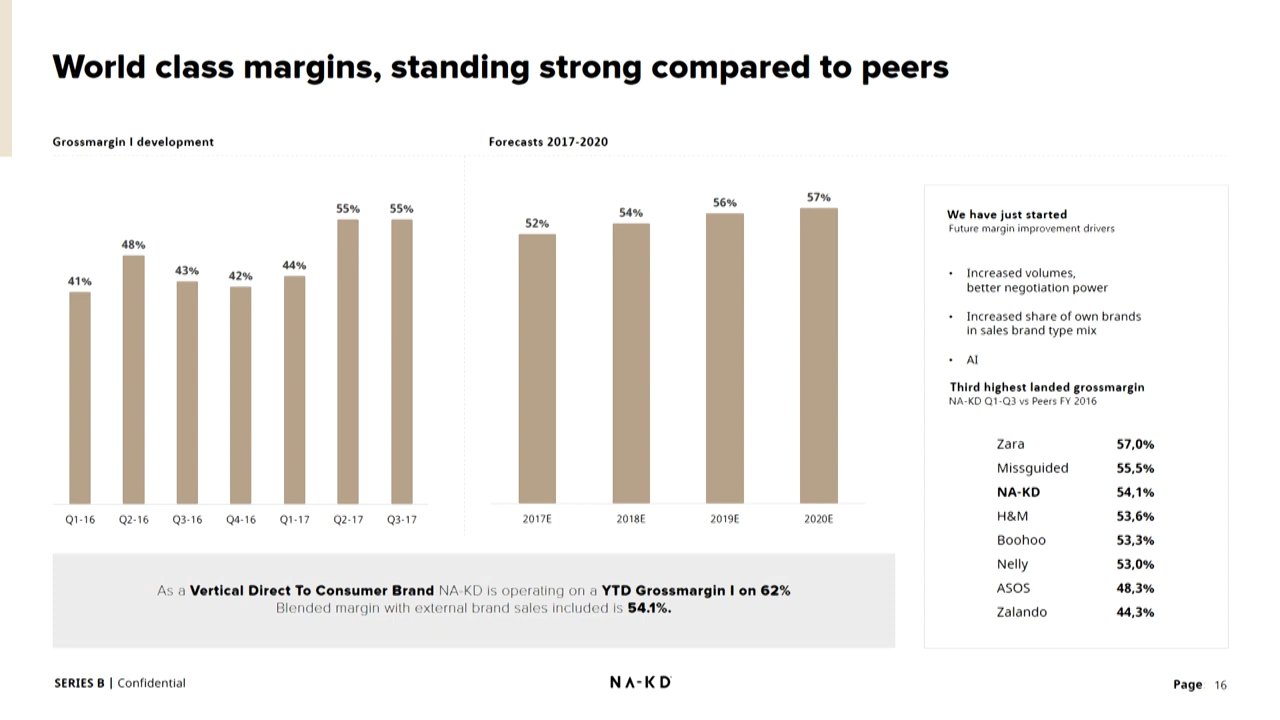 World class margins, standing strong compared to peers
Grossmargin I development
41%
48%
43%
42%
44%
55%
55%
Q1-16
Q2-16
Q3-16
Q4-16
Q1-17
Q2-17
Q3-17
Forecasts 2017-2020
52%
54%
56%
57%
2017E
2018E
2019E
2020E
We have just started
Future margin improvement drivers
• Increased volumes,
better negotiation power
• Increased share of own brands
in sales brand type mix
• AI
Third highest landed grossmargin
NA-KD Q1-Q3 vs Peers FY 2016
Zara 57,0%
Missguided 55,5%
NA-KD 54,1%
H&M 53,6%
Boohoo 53,3%
Nelly 53,0%
ASOS 48,3%
Zalando 44,3%
As a Vertical Direct To Consumer Brand NA-KD is operating on a YTD Grossmargin I on 62%
Blended margin with external brand sales included is 54.1%.
SERIES B | Confidential
NA-KD
Page 16